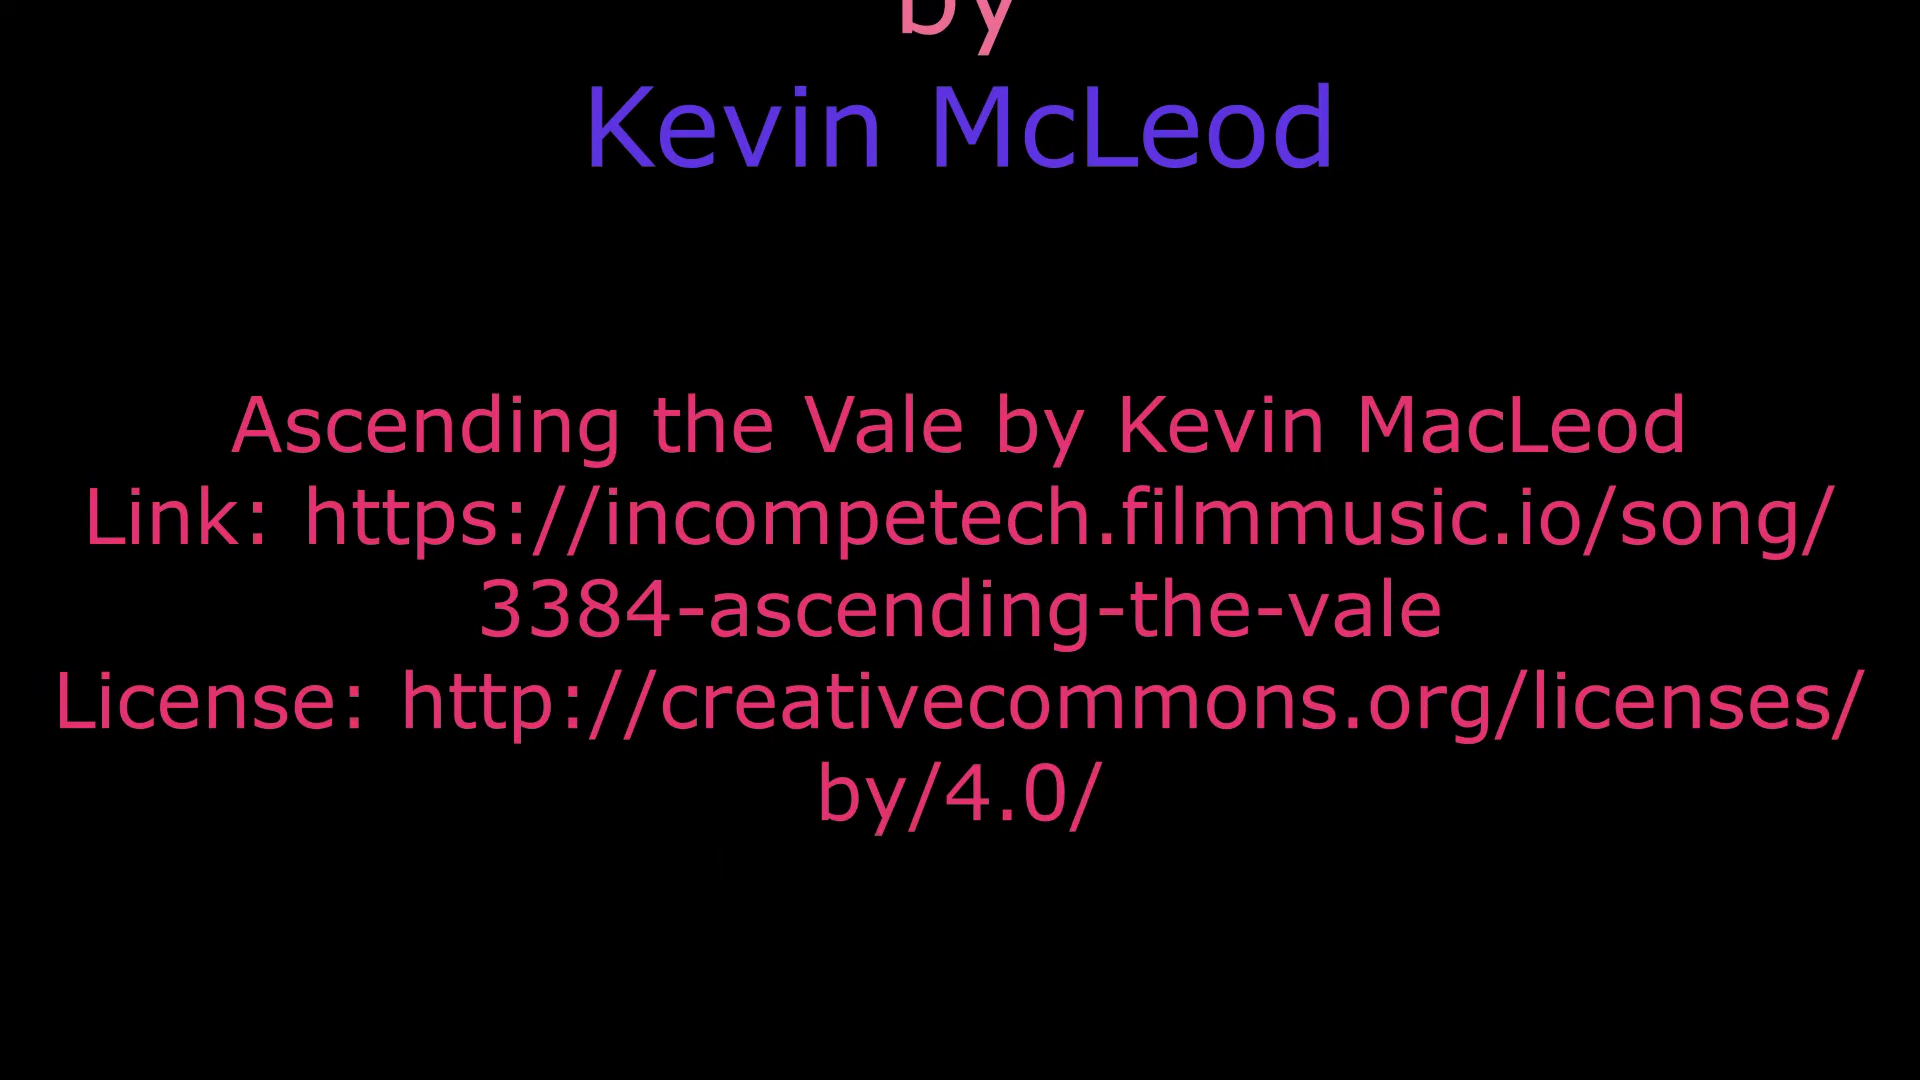 by
Kevin McLeod
Ascending the Vale by Kevin MacLeod
Link: https://incompetech.filmmusic.io/song/
3384-ascending-the-vale
License: http://creativecommons.org/licenses/
by/4.0/